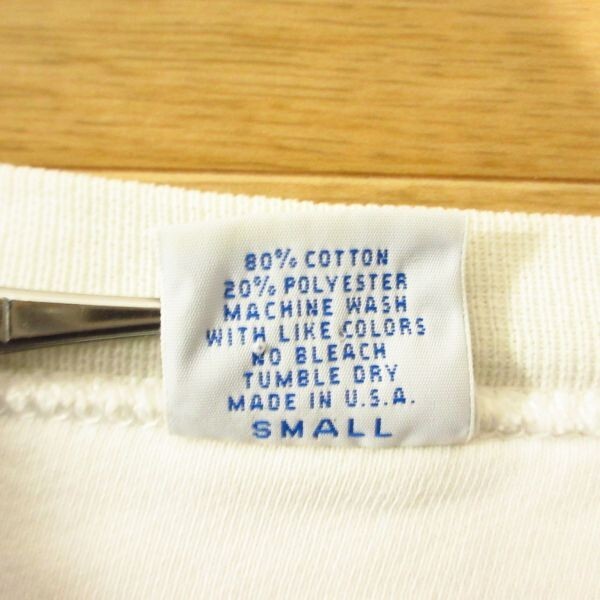 80% COTTON
20% POLYESTER
MACHINE WASH
WITH LIKE COLORS
NO BLEACH
TUMBLE DRY
MADE IN U.S.A.
SMALL